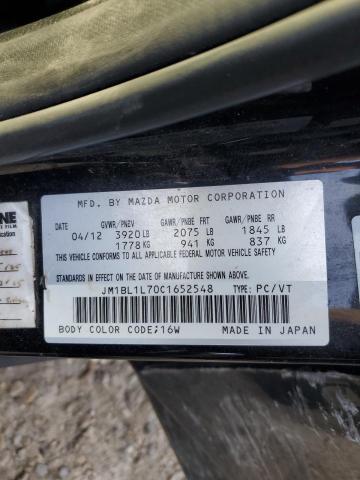 MFD. BY MAZDA MOTOR CORPORATION
GVWR/PNBV GAWR/PNBE FRT GAWR/PNBE RR
04/12 3920 LB 2075 LB 1845 LB
1778 KG 941 KG 837 KG
THIS VEHICLE CONFORMS TO ALL APPLICABLE FEDERAL MOTOR VEHICLE SAFETY
STANDARDS IN EFFECT ON THE DATE OF MANUFACTURE SHOWN ABOVE.
JM1BL1L70C1652548 TYPE: PC/VT
BODY COLOR CODE;16W MADE IN JAPAN